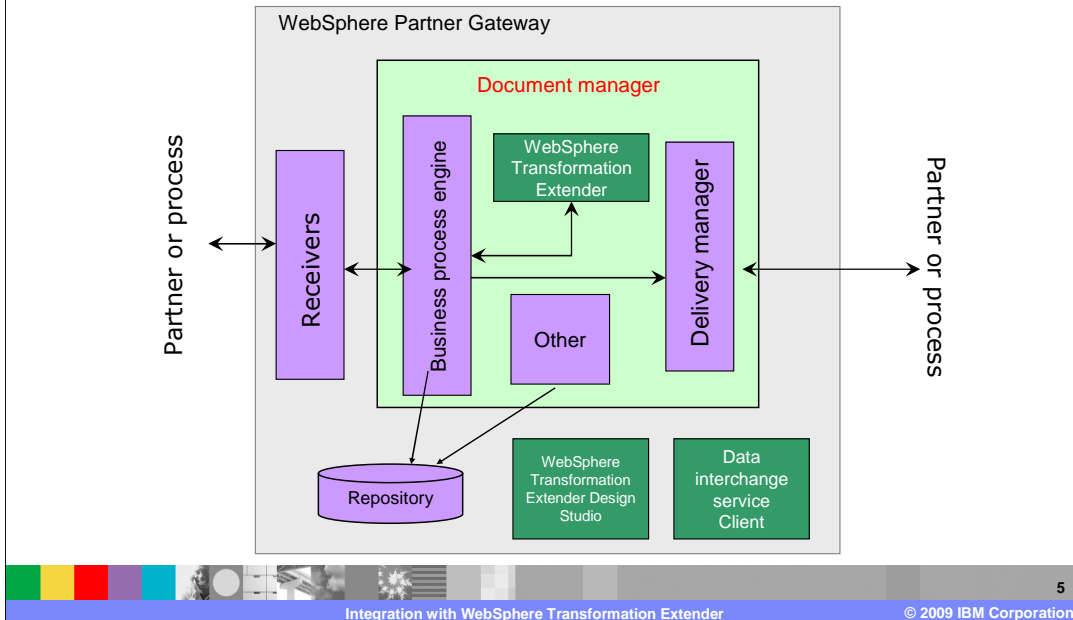 WebSphere Partner Gateway
Document manager
Partner or process
Receivers
Business process engine
WebSphere
Transformation
Extender
Other
Delivery manager
Partner or process
Repository
WebSphere
Transformation
Extender Design
Studio
Data
interchange
service
Client
5
Integration with WebSphere Transformation Extender
© 2009 IBM Corporation